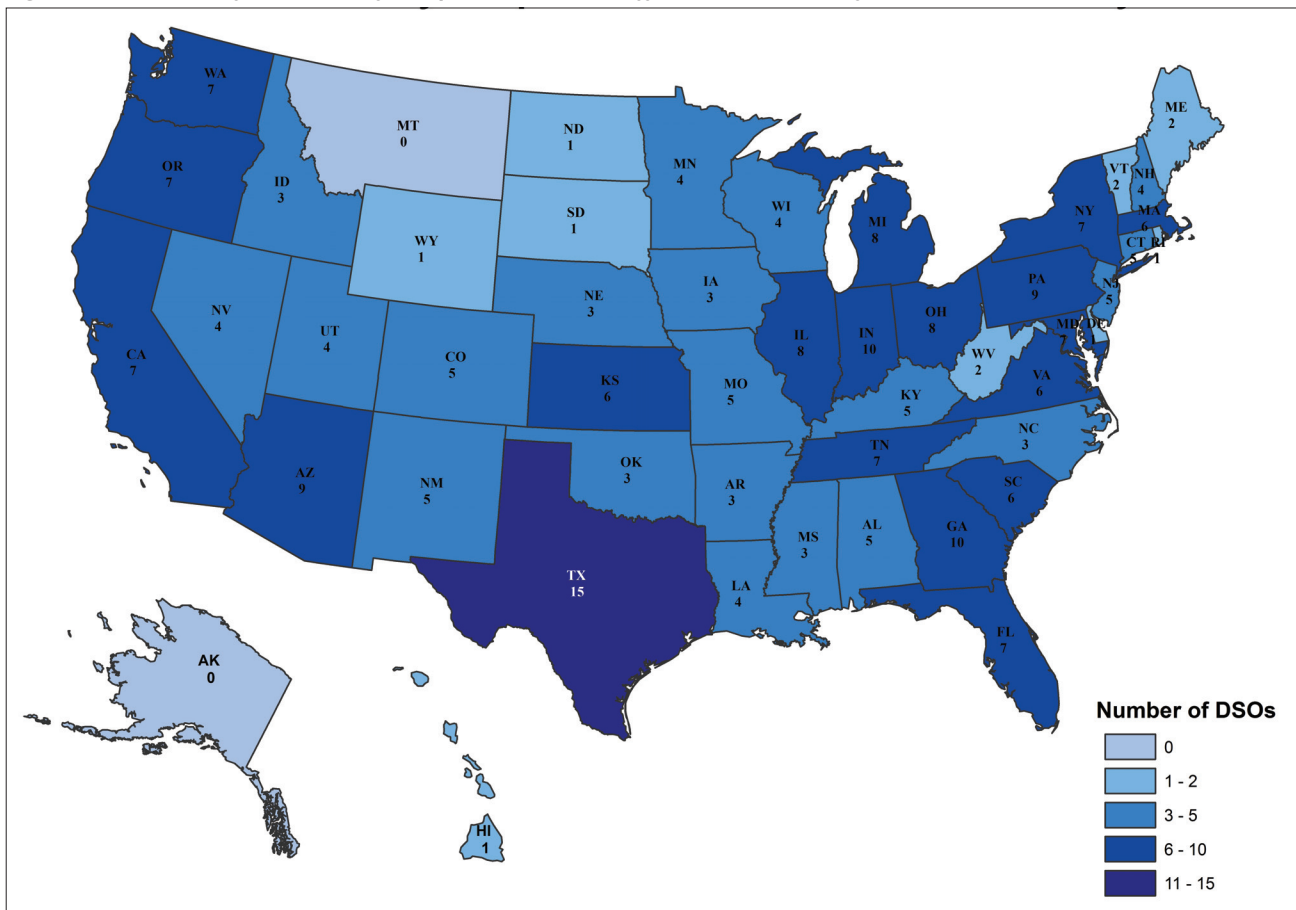 WA
7
MT
0
ND
1
MN
4
ME
2
VT
2
NH
4
OR
7
ID
3
SD
1
WI
4
MI
8
NY
7
MA
6
WY
1
CT
5
RI
1
IA
3
PA
9
NJ
5
NE
3
NV
4
UT
4
OH
8
MD
7
DE
1
IL
8
IN
10
CA
7
CO
5
WV
2
VA
6
KS
6
MO
5
KY
5
NC
3
TN
7
AZ
9
NM
5
OK
3
AR
3
SC
6
MS
3
AL
5
GA
10
TX
15
LA
4
FL
7
AK
0
HI
1
Number of DSOs
0
1 - 2
3 - 5
6 - 10
11 - 15